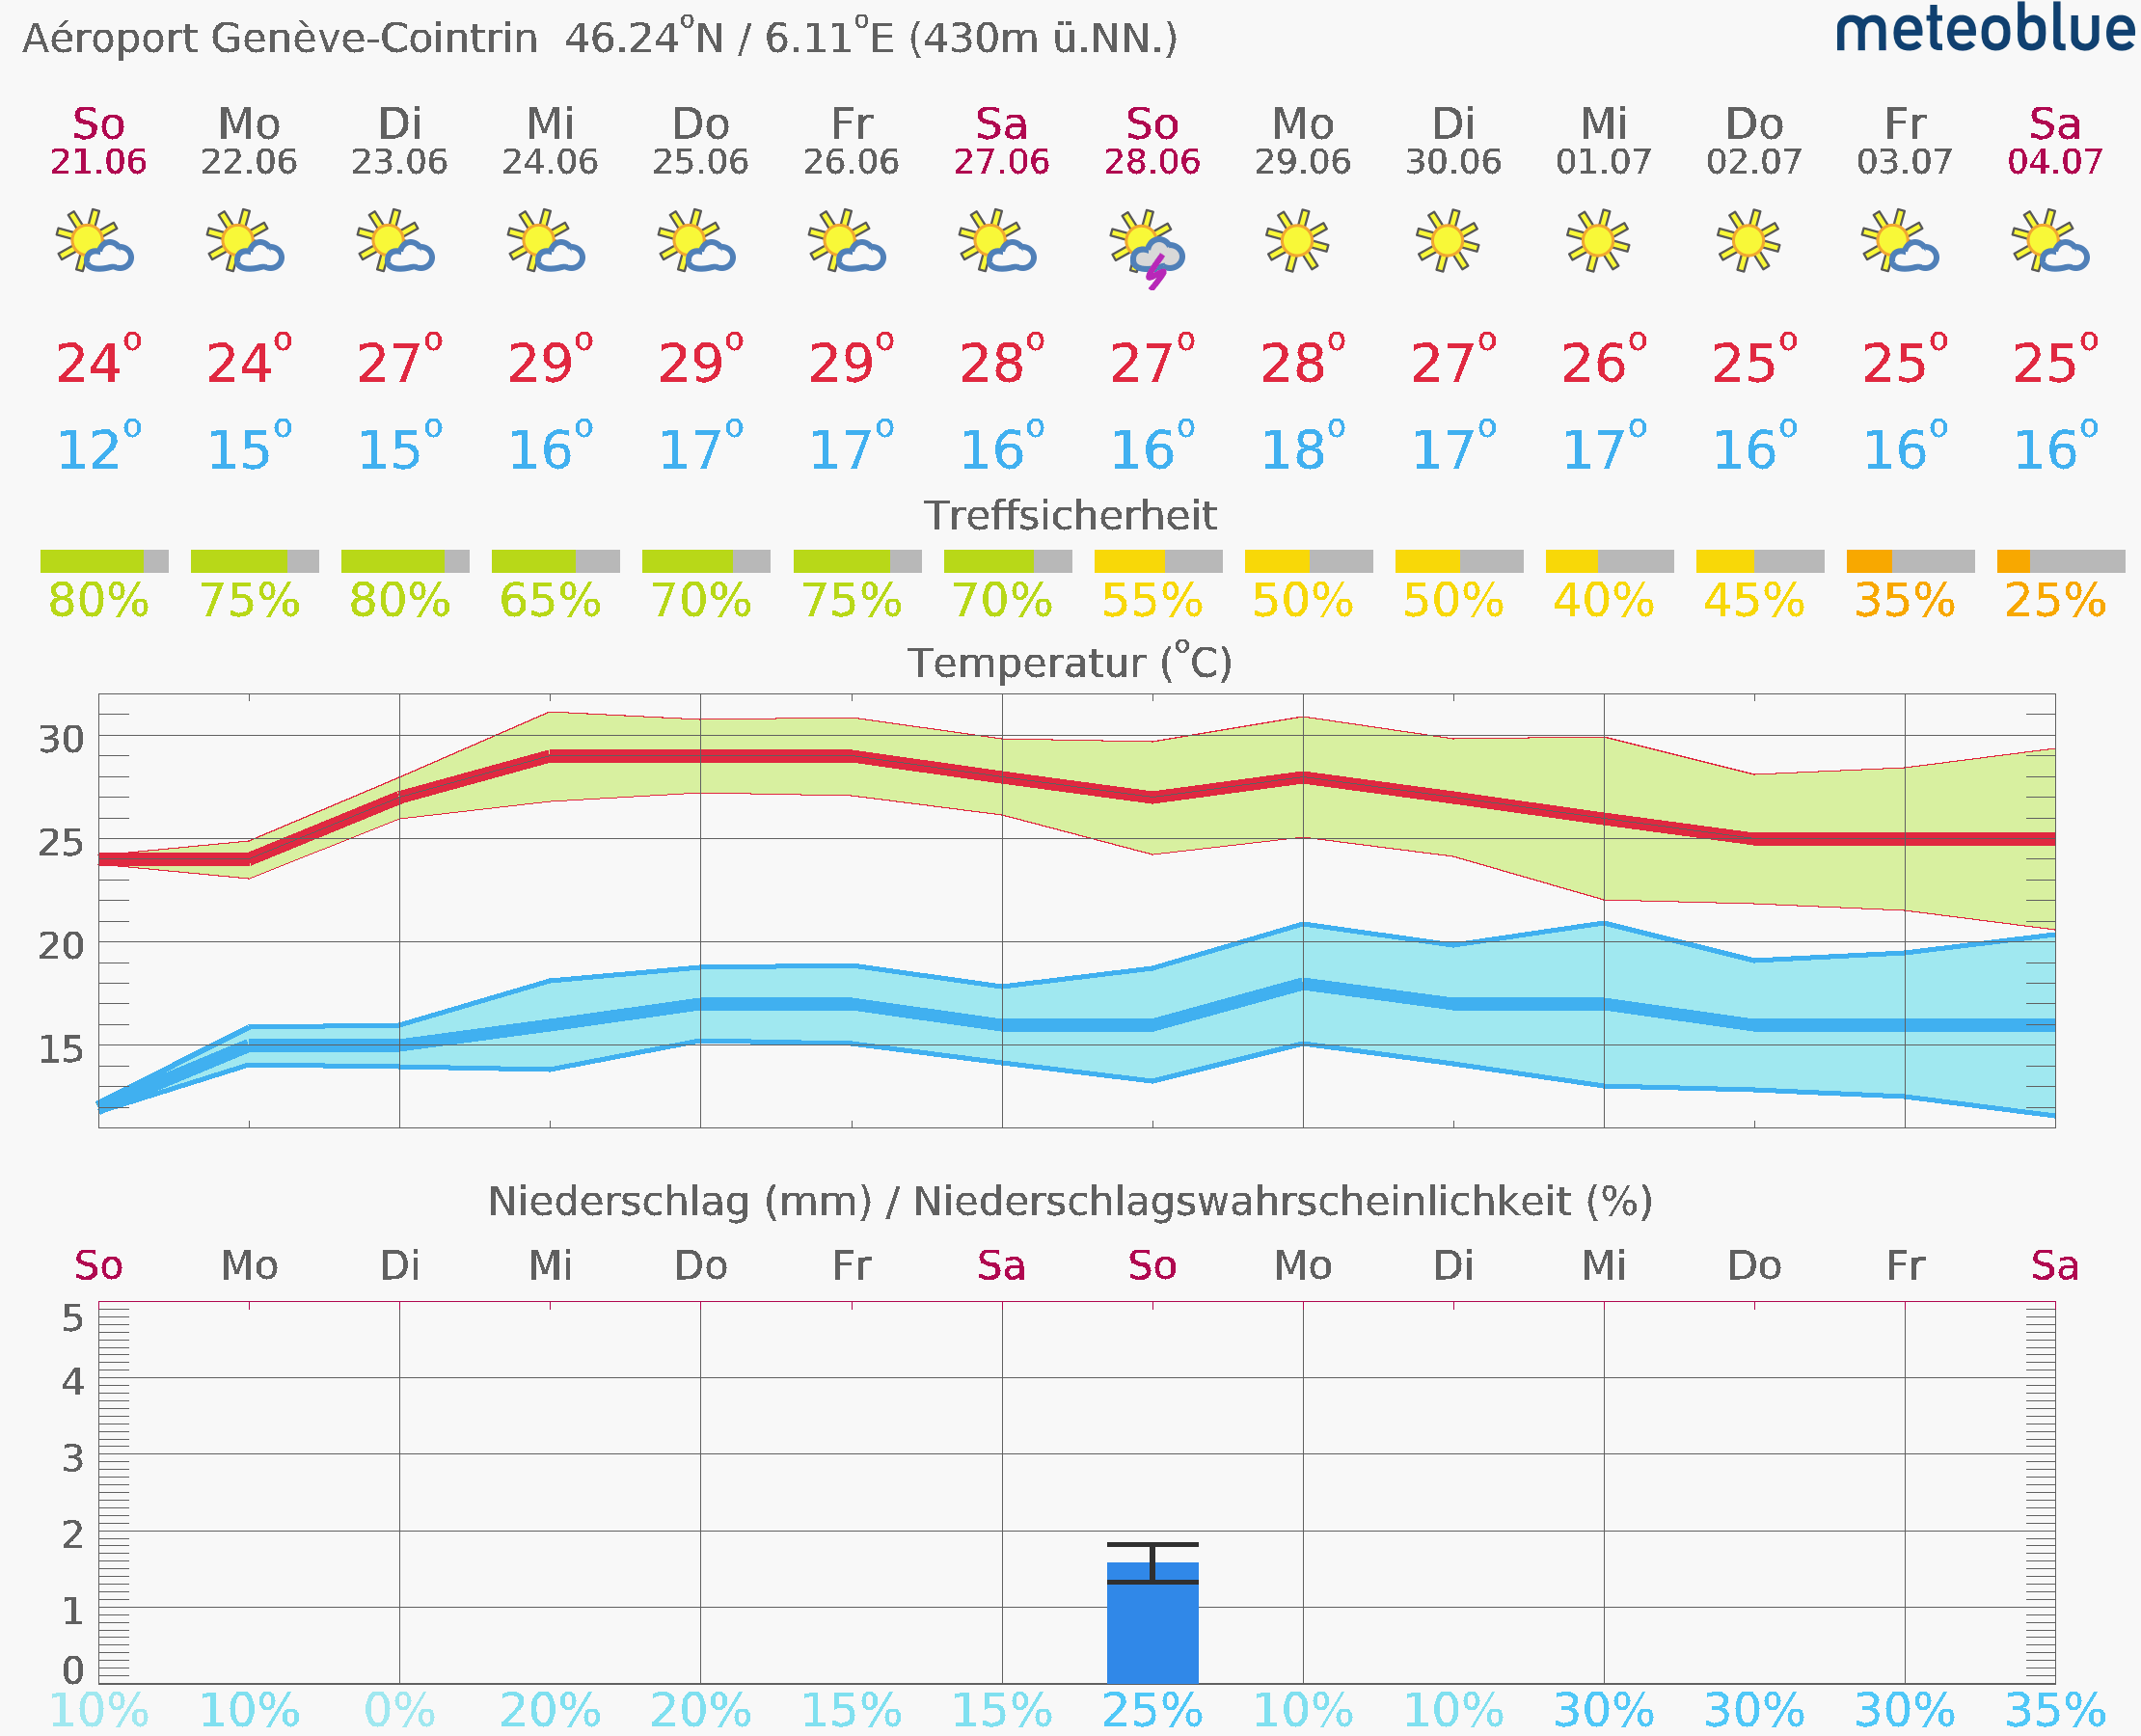 Aéroport Genève-Cointrin 46.24°N / 6.11°E (430m ü.NN.)
meteoblue
So Mo Di Mi Do Fr Sa So Mo Di Mi Do Fr Sa
21.06 22.06 23.06 24.06 25.06 26.06 27.06 28.06 29.06 30.06 01.07 02.07 03.07 04.07
24° 24° 27° 29° 29° 29° 28° 27° 28° 27° 26° 25° 25° 25°
12° 15° 15° 16° 17° 17° 16° 16° 18° 17° 17° 16° 16° 16°
Treffsicherheit
80% 75% 80% 65% 70% 75% 70% 55% 50% 50% 40% 45% 35% 25%
Temperatur (°C)
30
25
20
15
Niederschlag (mm) / Niederschlagswahrscheinlichkeit (%)
So Mo Di Mi Do Fr Sa So Mo Di Mi Do Fr Sa
5
4
3
2
1
0
10% 10% 0% 20% 20% 15% 15% 25% 10% 10% 30% 30% 30% 35%